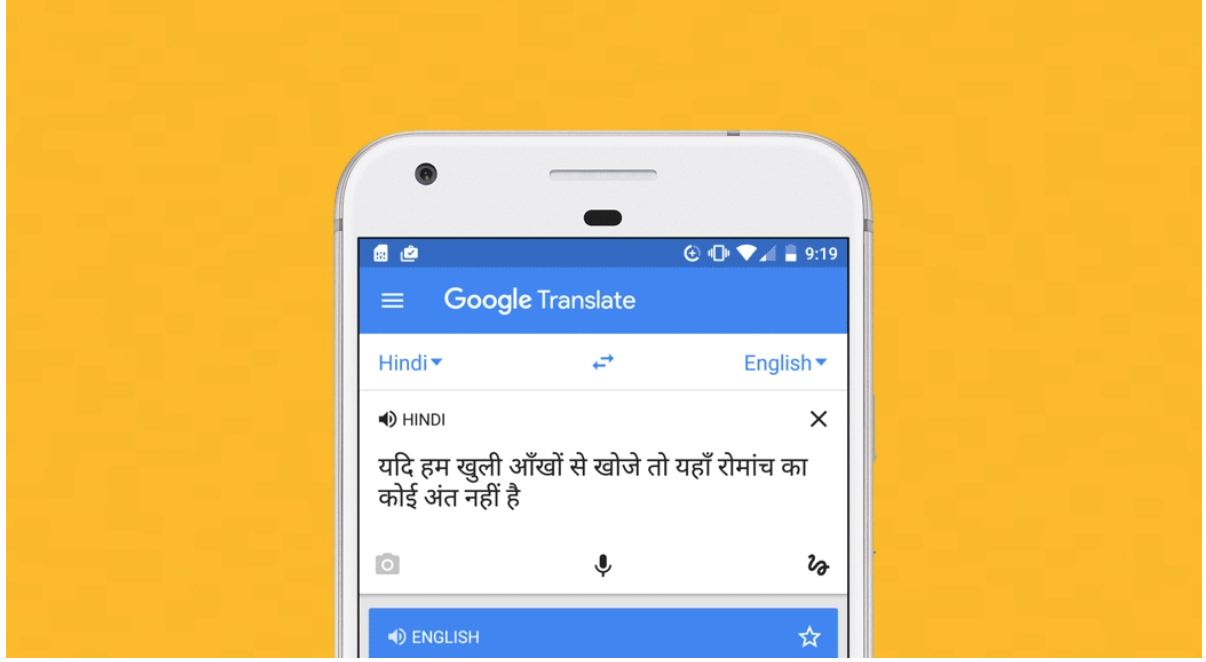 9:19
Google Translate
Hindi English
HINDI
यदि हम खुली आँखों से खोजे तो यहाँ रोमांच का
कोई अंत नहीं है
ENGLISH